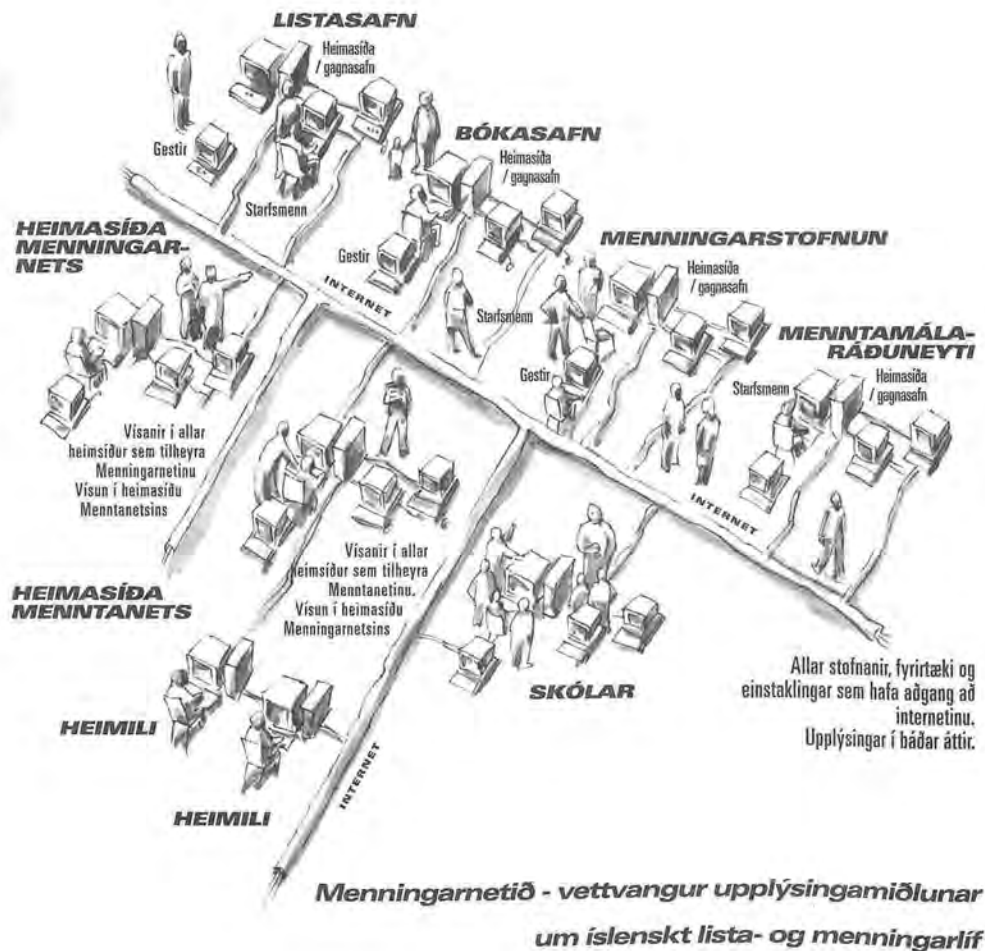 LISTASAFN
Heimasíða
/ gagnasafn
Gestir
Starfsmenn
BÓKASAFN
Heimasíða
/ gagnasafn
Gestir
Starfsmenn
HEIMASÍÐA
MENNINGAR-
NETS
INTERNET
MENNINGARSTOFNUN
Heimasíða
/ gagnasafn
Gestir
MENNTAMÁLA-
RÁÐUNEYTI
Starfsmenn
Heimasíða
/ gagnasafn
Vísanir í allar
heimsíður sem tilheyra
Menningarnetinu
Vísun í heimasíðu
Menntanetsins
INTERNET
HEIMASÍÐA
MENNTANETS
Vísanir í allar
heimsíður sem tilheyra
Menntanetinu.
Vísun í heimasíðu
Menningarnetsins
SKÓLAR
Allar stofnanir, fyrirtæki og
einstaklingar sem hafa aðgang að
internetinu.
Upplýsingar í báðar áttir.
HEIMILI
HEIMILI
INTERNET
Menningarnetið - vettvangur upplýsingamiðlunar
um íslenskt lista- og menningarlíf